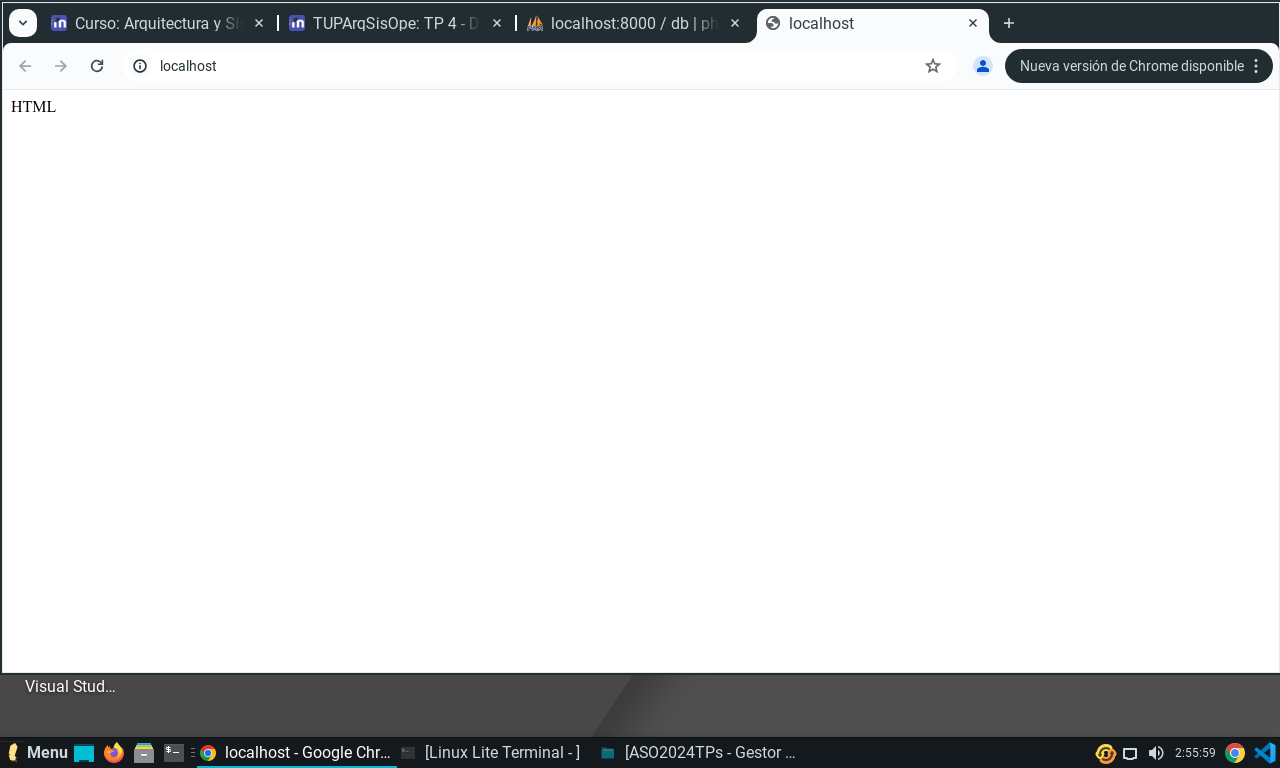 Curso: Arquitectura y Si
TUPArqSisOpe: TP 4 - D
localhost:8000 / db | ph
localhost
localhost
Nueva versión de Chrome disponible
HTML
Visual Stud...
Menu
localhost - Google Chr...
[Linux Lite Terminal - ]
[ASO2024TPs - Gestor ...
2:55:59